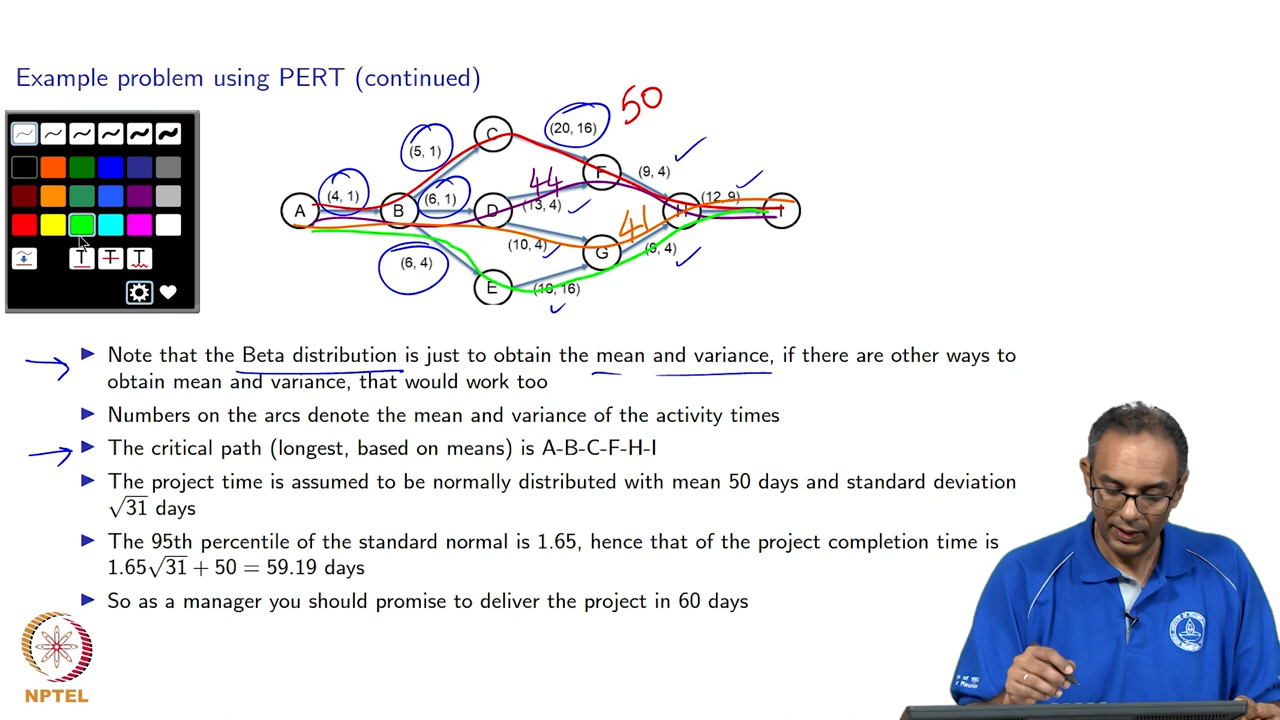 Example problem using PERT (continued)
50
(20, 16)
C
(5, 1)
F
(9, 4)
44
(4, 1)
(6, 1)
(12, 9)
A
B
D
(13, 4)
H
I
41
(10, 4)
G
(6, 4)
E
T
T
T
▶ Note that the Beta distribution is just to obtain the mean and variance, if there are other ways to
obtain mean and variance, that would work too
▶ Numbers on the arcs denote the mean and variance of the activity times
▶ The critical path (longest, based on means) is A-B-C-F-H-I
▶ The project time is assumed to be normally distributed with mean 50 days and standard deviation
√31 days
▶ The 95th percentile of the standard normal is 1.65, hence that of the project completion time is
1.65√31 + 50 = 59.19 days
▶ So as a manager you should promise to deliver the project in 60 days
NPTEL